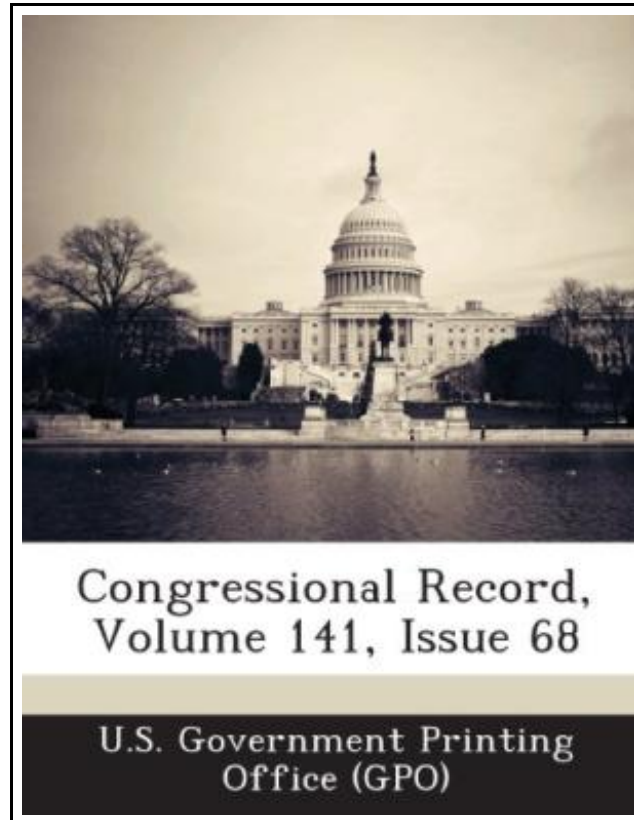 Congressional Record,
Volume 141, Issue 68
U.S. Government Printing
Office (GPO)